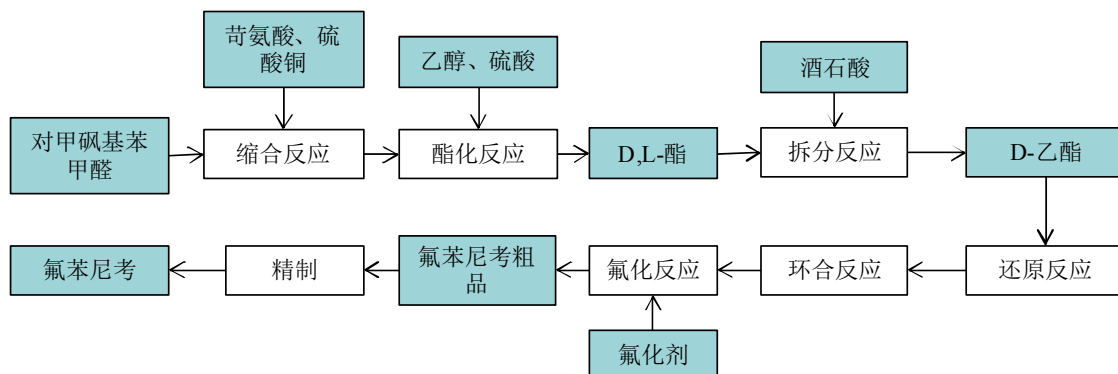 苛氨酸、硫
酸铜
乙醇、硫酸
酒石酸
对甲砜基苯
甲醛
缩合反应
酯化反应
D,L-酯
拆分反应
D-乙酯
氟苯尼考
精制
氟苯尼考粗
品
氟化反应
环合反应
还原反应
氟化剂